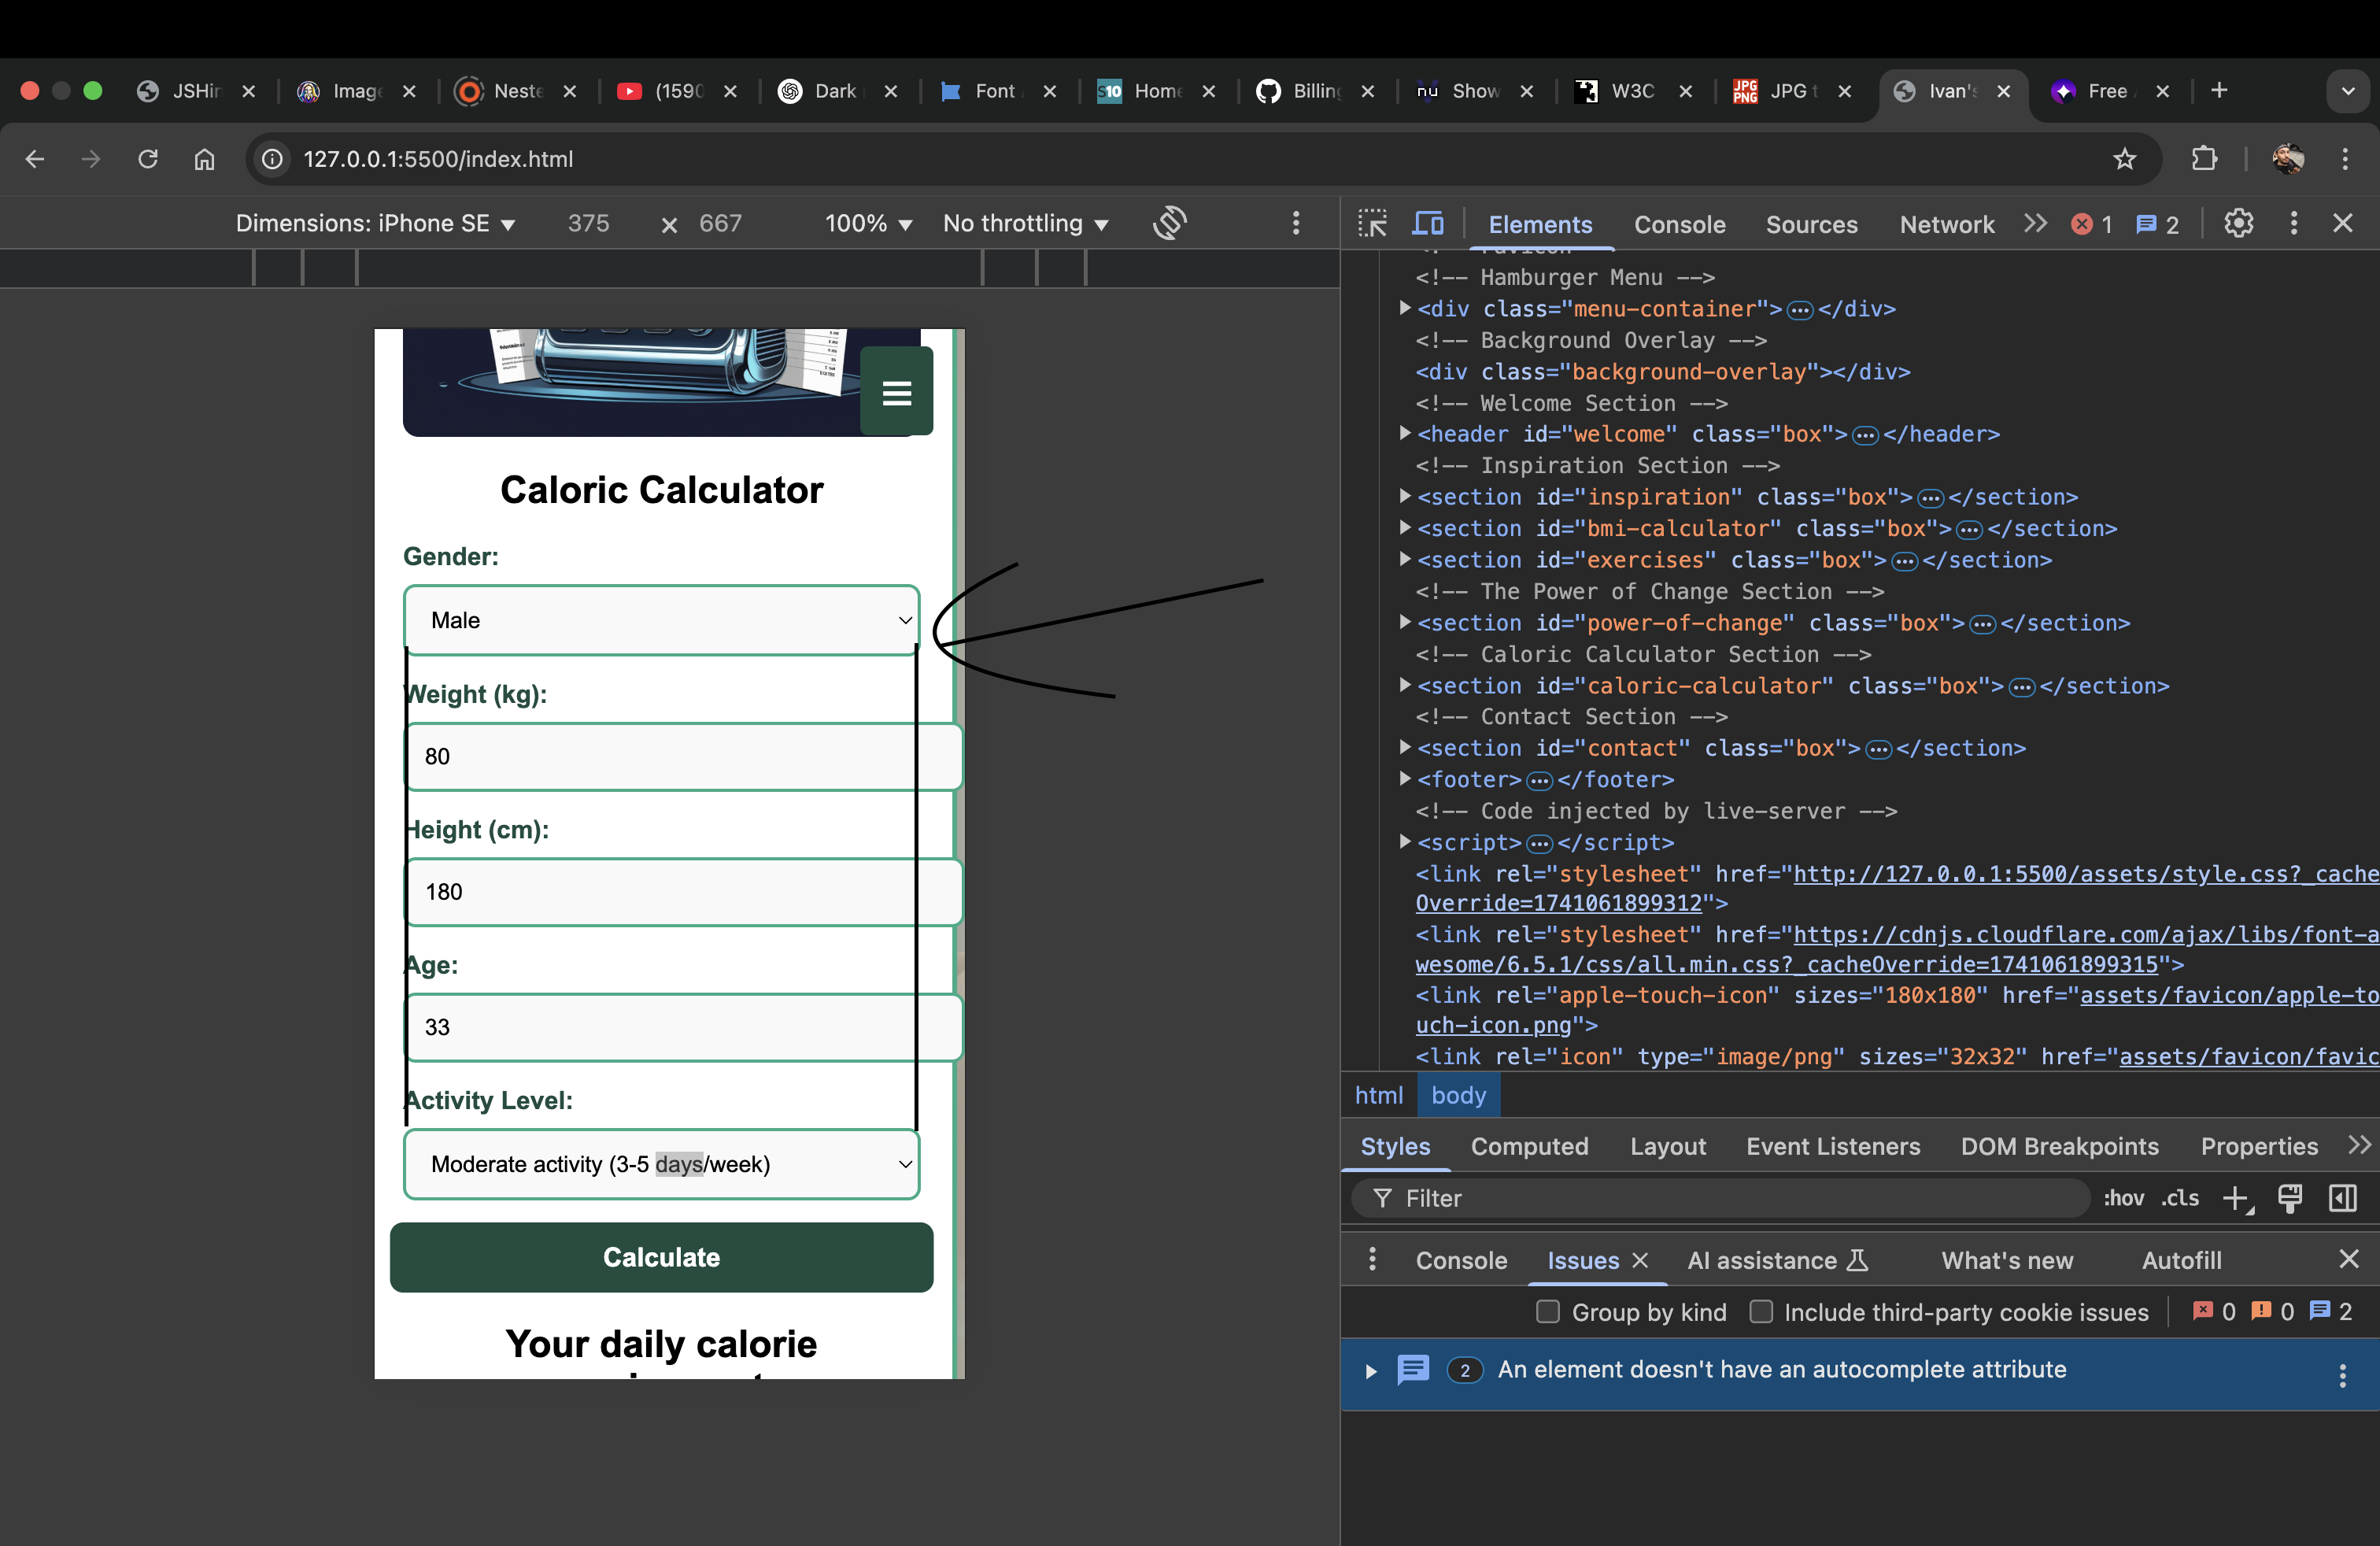 JSHin
Image
Neste
(1590
Dark
Font
S10 Home
Billing
nu Show
W3C
JPG PNG JPG t
Ivan's
Free
127.0.0.1:5500/index.html
Dimensions: iPhone SE 375 × 667 100% No throttling
Elements Console Sources Network 1 2
<!-- Favicon
<!-- Hamburger Menu -->
<div class="menu-container">…</div>
<!-- Background Overlay -->
<div class="background-overlay"></div>
<!-- Welcome Section -->
<header id="welcome" class="box">…</header>
<!-- Inspiration Section -->
<section id="inspiration" class="box">…</section>
<section id="bmi-calculator" class="box">…</section>
<section id="exercises" class="box">…</section>
<!-- The Power of Change Section -->
<section id="power-of-change" class="box">…</section>
<!-- Caloric Calculator Section -->
<section id="caloric-calculator" class="box">…</section>
<!-- Contact Section -->
<section id="contact" class="box">…</section>
<footer>…</footer>
<!-- Code injected by live-server -->
<script>…</script>
<link rel="stylesheet" href="http://127.0.0.1:5500/assets/style.css?_cache
Override=1741061899312">
<link rel="stylesheet" href="https://cdnjs.cloudflare.com/ajax/libs/font-a
wesome/6.5.1/css/all.min.css?_cacheOverride=1741061899315">
<link rel="apple-touch-icon" sizes="180x180" href="assets/favicon/apple-to
uch-icon.png">
<link rel="icon" type="image/png" sizes="32x32" href="assets/favicon/favic
html body
Styles Computed Layout Event Listeners DOM Breakpoints Properties
Filter :hov .cls
Console Issues AI assistance What's new Autofill
Group by kind Include third-party cookie issues 0 0 2
2 An element doesn't have an autocomplete attribute
Caloric Calculator
Gender:
Male
Weight (kg):
80
Height (cm):
180
Age:
33
Activity Level:
Moderate activity (3-5 days/week)
Calculate
Your daily calorie